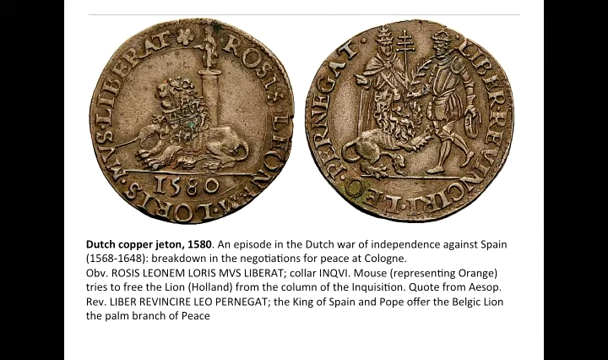 ROSIS LEONEM·LORIS·MVS·LIBERAT
1580
LIBER REVINCIRI·LEO·PERNEGAT·
Dutch copper jeton, 1580. An episode in the Dutch war of independence against Spain
(1568-1648): breakdown in the negotiations for peace at Cologne.
Obv. ROSIS LEONEM LORIS MVS LIBERAT; collar INQVI. Mouse (representing Orange)
tries to free the Lion (Holland) from the column of the Inquisition. Quote from Aesop.
Rev. LIBER REVINCIRE LEO PERNEGAT; the King of Spain and Pope offer the Belgic Lion
the palm branch of Peace